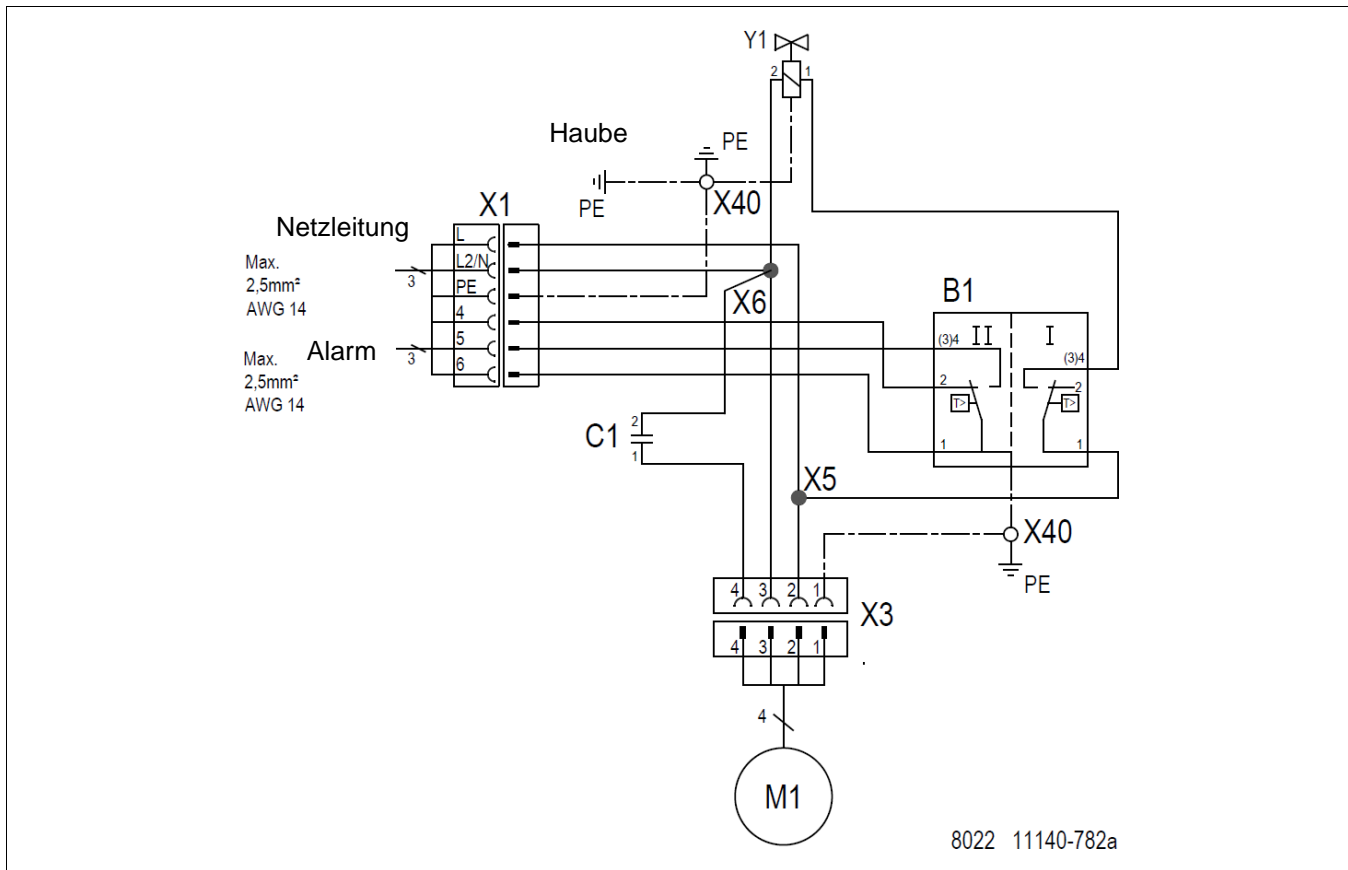 Y1
2 1
Haube
PE
PE
X40
X1
Netzleitung
Max.
2,5mm²
AWG 14
3
L
L2/N
PE
4
5
6
Alarm
3
Max.
2,5mm²
AWG 14
X6
B1
(3)4 II I
(3)4
2 2
T> T>
1 1
C1
2
1
X5
X40
PE
4 3 2 1
X3
4 3 2 1
4
M1
8022 11140-782a